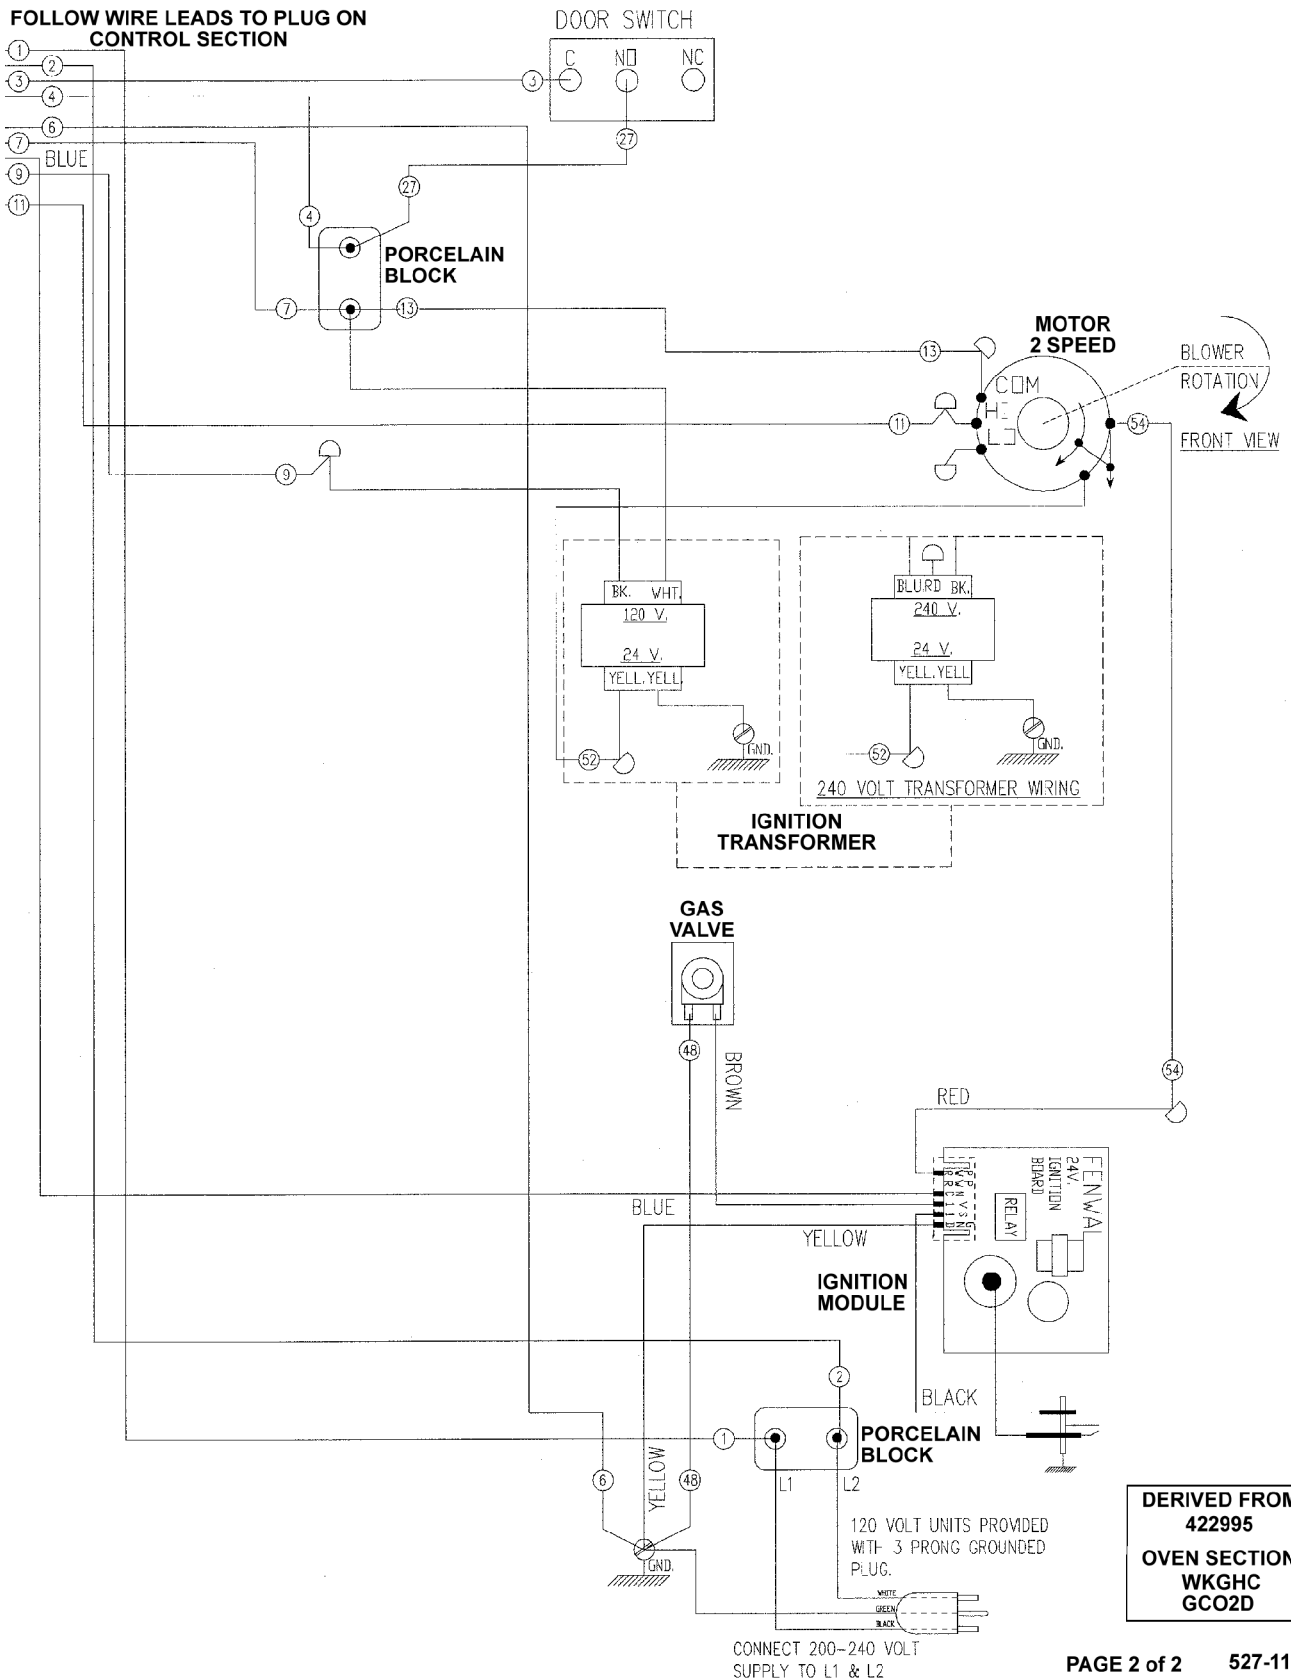 FOLLOW WIRE LEADS TO PLUG ON
CONTROL SECTION
DOOR SWITCH
C NO NC
1
2
3
3
4
6
27
7
BLUE
9
27
11
4
PORCELAIN
BLOCK
7
13
MOTOR
2 SPEED
13
BLOWER
ROTATION
COM
HI
LO
11
54
FRONT VIEW
9
BK. WHT.
120 V.
24 V.
YELL. YELL.
GND.
52
BLU.RD BK.
240 V.
24 V.
YELL. YELL
GND.
52
240 VOLT TRANSFORMER WIRING
IGNITION
TRANSFORMER
GAS
VALVE
48
BROWN
54
RED
FENWAL
24V.
IGNITION
BOARD
RELAY
BLUE
YELLOW
IGNITION
MODULE
2
BLACK
1
PORCELAIN
BLOCK
L1 L2
6
YELLOW
48
GND.
120 VOLT UNITS PROVIDED
WITH 3 PRONG GROUNDED
PLUG.
WHITE
GREEN
BLACK
CONNECT 200-240 VOLT
SUPPLY TO L1 & L2
DERIVED FROM
422995
OVEN SECTION
WKGHC
GCO2D
PAGE 2 of 2 527-11